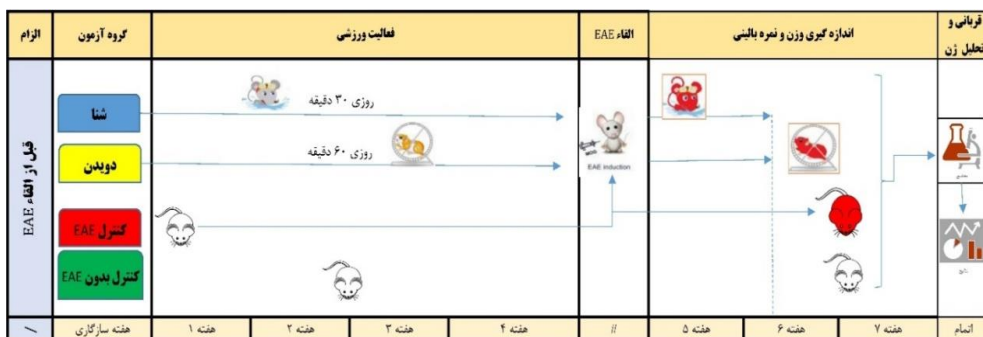 الزام
گروه آزمون
فعالیت ورزشی
القاء EAE
اندازه گیری وزن و نمره بالینی
قربانی و
تحلیل ژن
قبل از القاء EAE
شنا
روزی ۳۰ دقیقه
دویدن
روزی ۶۰ دقیقه
EAE induction
کنترل EAE
کنترل بدون EAE
نتایج
/
هفته سازگاری
هفته ۱
هفته ۲
هفته ۳
هفته ۴
//
هفته ۵
هفته ۶
هفته ۷
اتمام